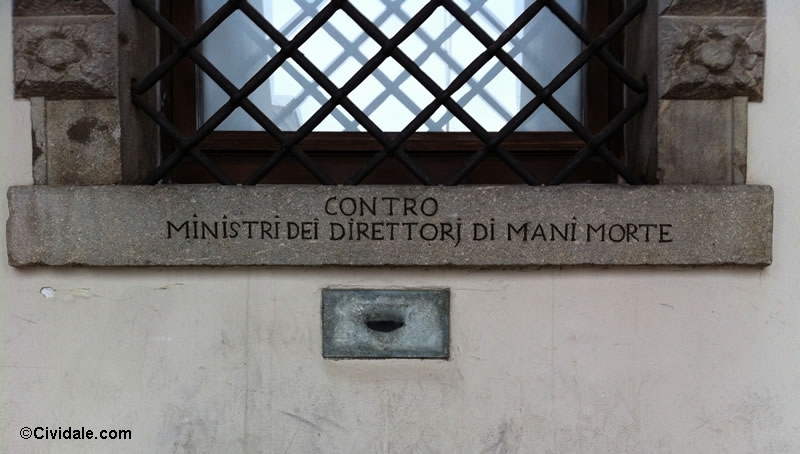 CONTRO
MINISTRI DEI DIRETTORJ DI MANI MORTE
©Cividale.com